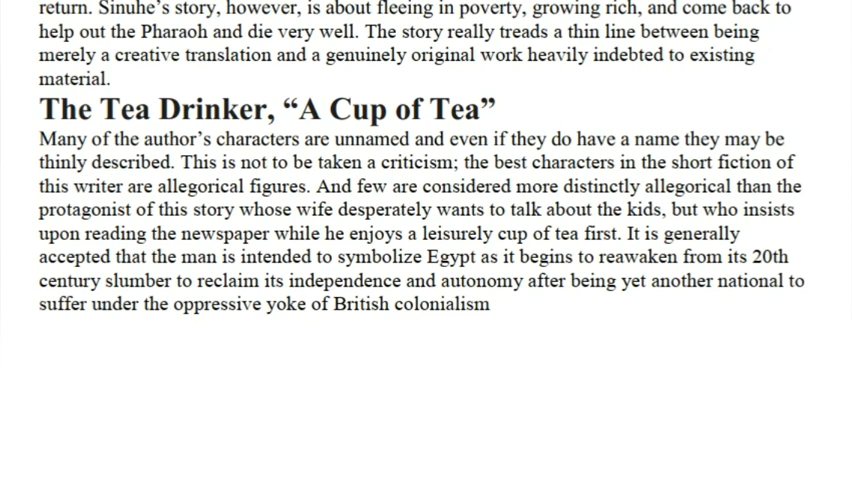 return. Sinuhe’s story, however, is about fleeing in poverty, growing rich, and come back to
help out the Pharaoh and die very well. The story really treads a thin line between being
merely a creative translation and a genuinely original work heavily indebted to existing
material.
The Tea Drinker, “A Cup of Tea”
Many of the author’s characters are unnamed and even if they do have a name they may be
thinly described. This is not to be taken a criticism; the best characters in the short fiction of
this writer are allegorical figures. And few are considered more distinctly allegorical than the
protagonist of this story whose wife desperately wants to talk about the kids, but who insists
upon reading the newspaper while he enjoys a leisurely cup of tea first. It is generally
accepted that the man is intended to symbolize Egypt as it begins to reawaken from its 20th
century slumber to reclaim its independence and autonomy after being yet another national to
suffer under the oppressive yoke of British colonialism